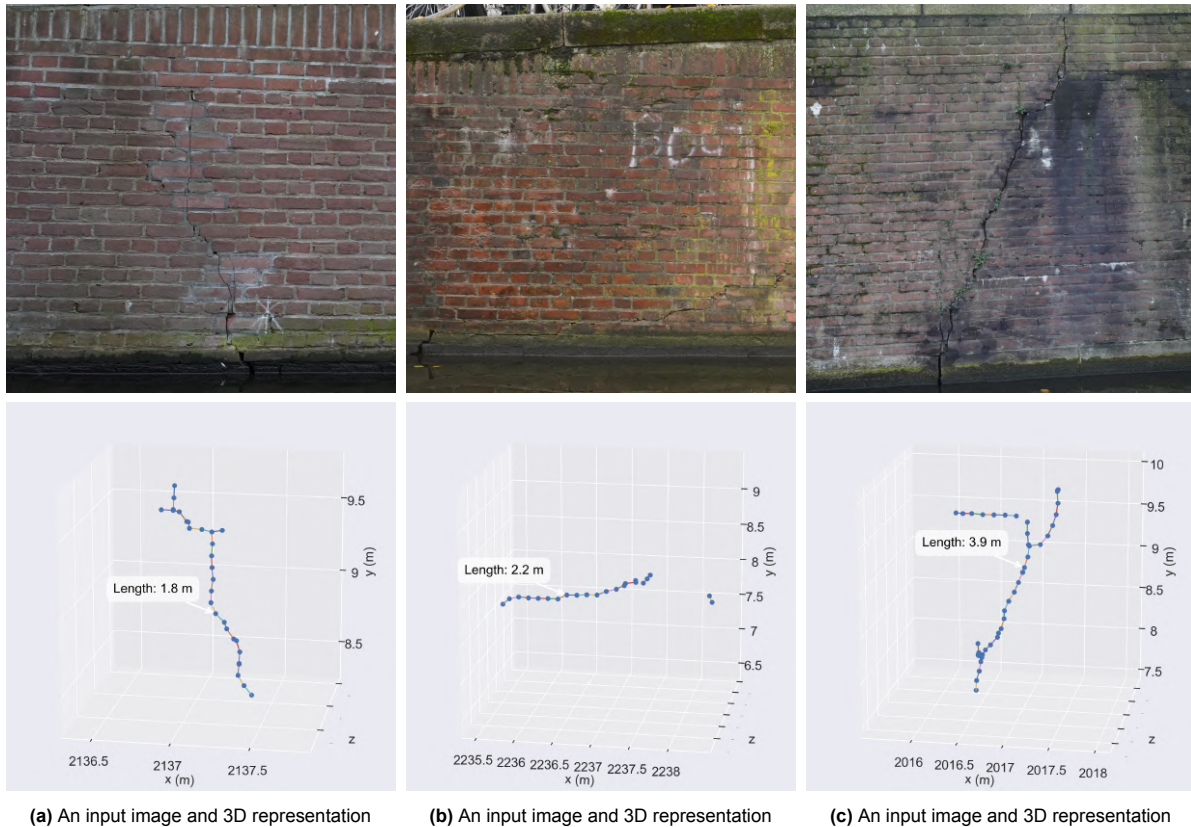 BO4
9.5
9
8.5
y (m)
Length: 1.8 m
z
2136.5
2137
2137.5
x (m)
9
8.5
8
7.5
7
6.5
y (m)
Length: 2.2 m
z
2235.5
2236
2236.5
2237
2237.5
2238
x (m)
10
9.5
9
8.5
8
7.5
y (m)
Length: 3.9 m
z
2016
2016.5
2017
2017.5
2018
x (m)
(a) An input image and 3D representation
(b) An input image and 3D representation
(c) An input image and 3D representation